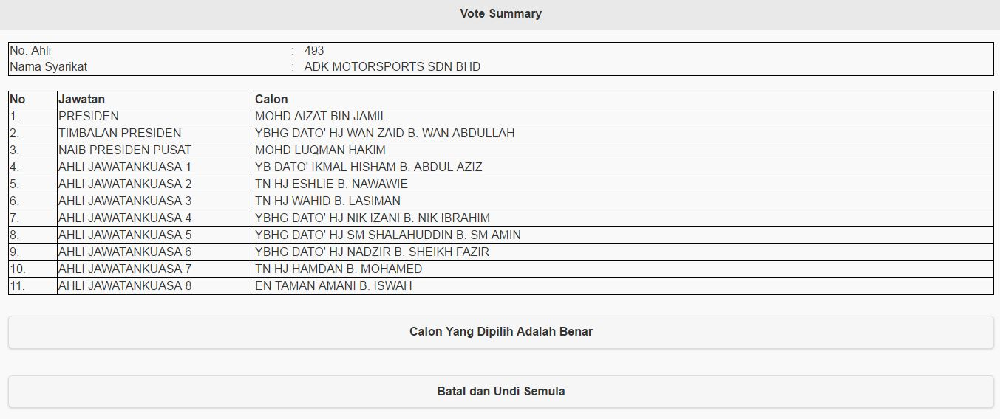 Vote Summary
No. Ahli : 493
Nama Syarikat : ADK MOTORSPORTS SDN BHD
No Jawatan Calon
1. PRESIDEN MOHD AIZAT BIN JAMIL
2. TIMBALAN PRESIDEN YBHG DATO' HJ WAN ZAID B. WAN ABDULLAH
3. NAIB PRESIDEN PUSAT MOHD LUQMAN HAKIM
4. AHLI JAWATANKUASA 1 YB DATO' IKMAL HISHAM B. ABDUL AZIZ
5. AHLI JAWATANKUASA 2 TN HJ ESHLIE B. NAWAWIE
6. AHLI JAWATANKUASA 3 TN HJ WAHID B. LASIMAN
7. AHLI JAWATANKUASA 4 YBHG DATO' HJ NIK IZANI B. NIK IBRAHIM
8. AHLI JAWATANKUASA 5 YBHG DATO' HJ SM SHALAHUDDIN B. SM AMIN
9. AHLI JAWATANKUASA 6 YBHG DATO' HJ NADZIR B. SHEIKH FAZIR
10. AHLI JAWATANKUASA 7 TN HJ HAMDAN B. MOHAMED
11. AHLI JAWATANKUASA 8 EN TAMAN AMANI B. ISWAH
Calon Yang Dipilih Adalah Benar
Batal dan Undi Semula